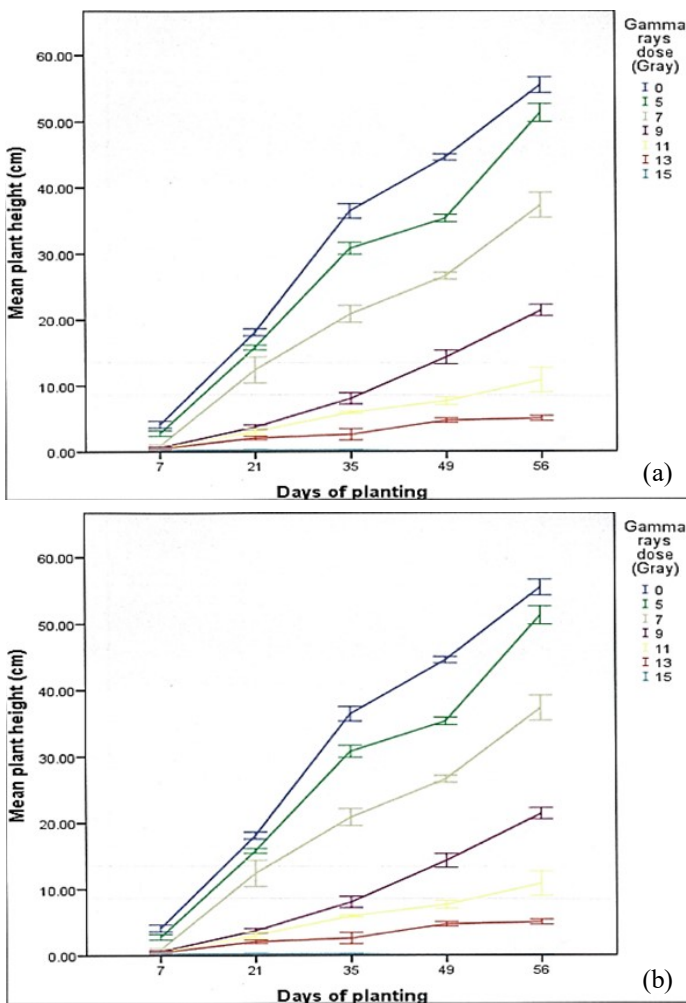 Gamma
rays
dose
(Gray)
0
5
7
9
11
13
15
Mean plant height (cm)
60.00
50.00
40.00
30.00
20.00
10.00
0.00
7 21 35 49 56
Days of planting
(a)
Gamma
rays
dose
(Gray)
0
5
7
9
11
13
15
Mean plant height (cm)
60.00
50.00
40.00
30.00
20.00
10.00
0.00
7 21 35 49 56
Days of planting
(b)